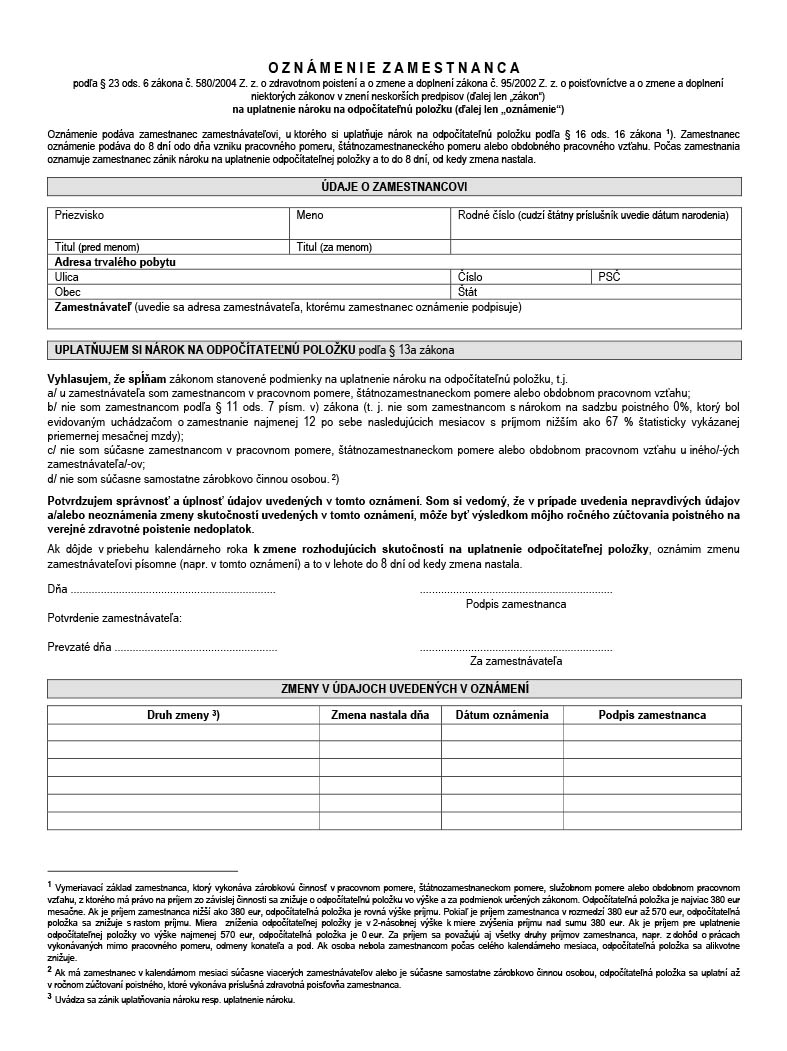 O Z N Á M E N I E Z A M E S T N A N C A
podľa § 23 ods. 6 zákona č. 580/2004 Z. z. o zdravotnom poistení a o zmene a doplnení zákona č. 95/2002 Z. z. o poisťovníctve a o zmene a doplnení
niektorých zákonov v znení neskorších predpisov (ďalej len „zákon“)
na uplatnenie nároku na odpočítateľnú položku (ďalej len „oznámenie“)
Oznámenie podáva zamestnanec zamestnávateľovi, u ktorého si uplatňuje nárok na odpočítateľnú položku podľa § 16 ods. 16 zákona ¹). Zamestnanec
oznámenie podáva do 8 dní odo dňa vzniku pracovného pomeru, štátnozamestnaneckého pomeru alebo obdobného pracovného vzťahu. Počas zamestnania
oznamuje zamestnanec zánik nároku na uplatnenie odpočítateľnej položky a to do 8 dní, od kedy zmena nastala.
ÚDAJE O ZAMESTNANCOVI
Priezvisko Meno Rodné číslo (cudzí štátny príslušník uvedie dátum narodenia)
Titul (pred menom) Titul (za menom)
Adresa trvalého pobytu
Ulica Číslo PSČ
Obec Štát
Zamestnávateľ (uvedie sa adresa zamestnávateľa, ktorému zamestnanec oznámenie podpisuje)
UPLATŇUJEM SI NÁROK NA ODPOČÍTATEĽNÚ POLOŽKU podľa § 13a zákona
Vyhlasujem, že spĺňam zákonom stanovené podmienky na uplatnenie nároku na odpočítateľnú položku, t.j.
a/ u zamestnávateľa som zamestnancom v pracovnom pomere, štátnozamestnaneckom pomere alebo obdobnom pracovnom vzťahu;
b/ nie som zamestnancom podľa § 11 ods. 7 písm. v) zákona (t. j. nie som zamestnancom s nárokom na sadzbu poistného 0%, ktorý bol
evidovaným uchádzačom o zamestnanie najmenej 12 po sebe nasledujúcich mesiacov s príjmom nižším ako 67 % štatisticky vykázanej
priemernej mesačnej mzdy);
c/ nie som súčasne zamestnancom v pracovnom pomere, štátnozamestnaneckom pomere alebo obdobnom pracovnom vzťahu u iného/-ých
zamestnávateľa/-ov;
d/ nie som súčasne samostatne zárobkovo činnou osobou. ²)
Potvrdzujem správnosť a úplnosť údajov uvedených v tomto oznámení. Som si vedomý, že v prípade uvedenia nepravdivých údajov
a/alebo neoznámenia zmeny skutočností uvedených v tomto oznámení, môže byť výsledkom môjho ročného zúčtovania poistného na
verejné zdravotné poistenie nedoplatok.
Ak dôjde v priebehu kalendárneho roka k zmene rozhodujúcich skutočností na uplatnenie odpočítateľnej položky, oznámim zmenu
zamestnávateľovi písomne (napr. v tomto oznámení) a to v lehote do 8 dní od kedy zmena nastala.
Dňa .................................................................... ................................................................
Podpis zamestnanca
Potvrdenie zamestnávateľa:
Prevzaté dňa ...................................................... ................................................................
Za zamestnávateľa
ZMENY V ÚDAJOCH UVEDENÝCH V OZNÁMENÍ
Druh zmeny ³) Zmena nastala dňa Dátum oznámenia Podpis zamestnanca
¹ Vymeriavací základ zamestnanca, ktorý vykonáva zárobkovú činnosť v pracovnom pomere, štátnozamestnaneckom pomere, služobnom pomere alebo obdobnom pracovnom
vzťahu, z ktorého má právo na príjem zo závislej činnosti sa znižuje o odpočítateľnú položku vo výške a za podmienok určených zákonom. Odpočítateľná položka je najviac 380 eur
mesačne. Ak je príjem zamestnanca nižší ako 380 eur, odpočítateľná položka je rovná výške príjmu. Pokiaľ je príjem zamestnanca v rozmedzí 380 eur až 570 eur, odpočítateľná
položka sa znižuje s rastom príjmu. Miera zníženia odpočítateľnej položky je v 2-násobnej výške k miere zvýšenia príjmu nad sumu 380 eur. Ak je príjem pre uplatnenie
odpočítateľnej položky vo výške najmenej 570 eur, odpočítateľná položka je 0 eur. Za príjem sa považujú aj všetky druhy príjmov zamestnanca, napr. z dohôd o prácach
vykonávaných mimo pracovného pomeru, odmeny konateľa a pod. Ak osoba nebola zamestnancom počas celého kalendárneho mesiaca, odpočítateľná položka sa alikvotne
znižuje.
² Ak má zamestnanec v kalendárnom mesiaci súčasne viacerých zamestnávateľov alebo je súčasne samostatne zárobkovo činnou osobou, odpočítateľná položka sa uplatní až
v ročnom zúčtovaní poistného, ktoré vykonáva príslušná zdravotná poisťovňa zamestnanca.
³ Uvádza sa zánik uplatňovania nároku resp. uplatnenie nároku.